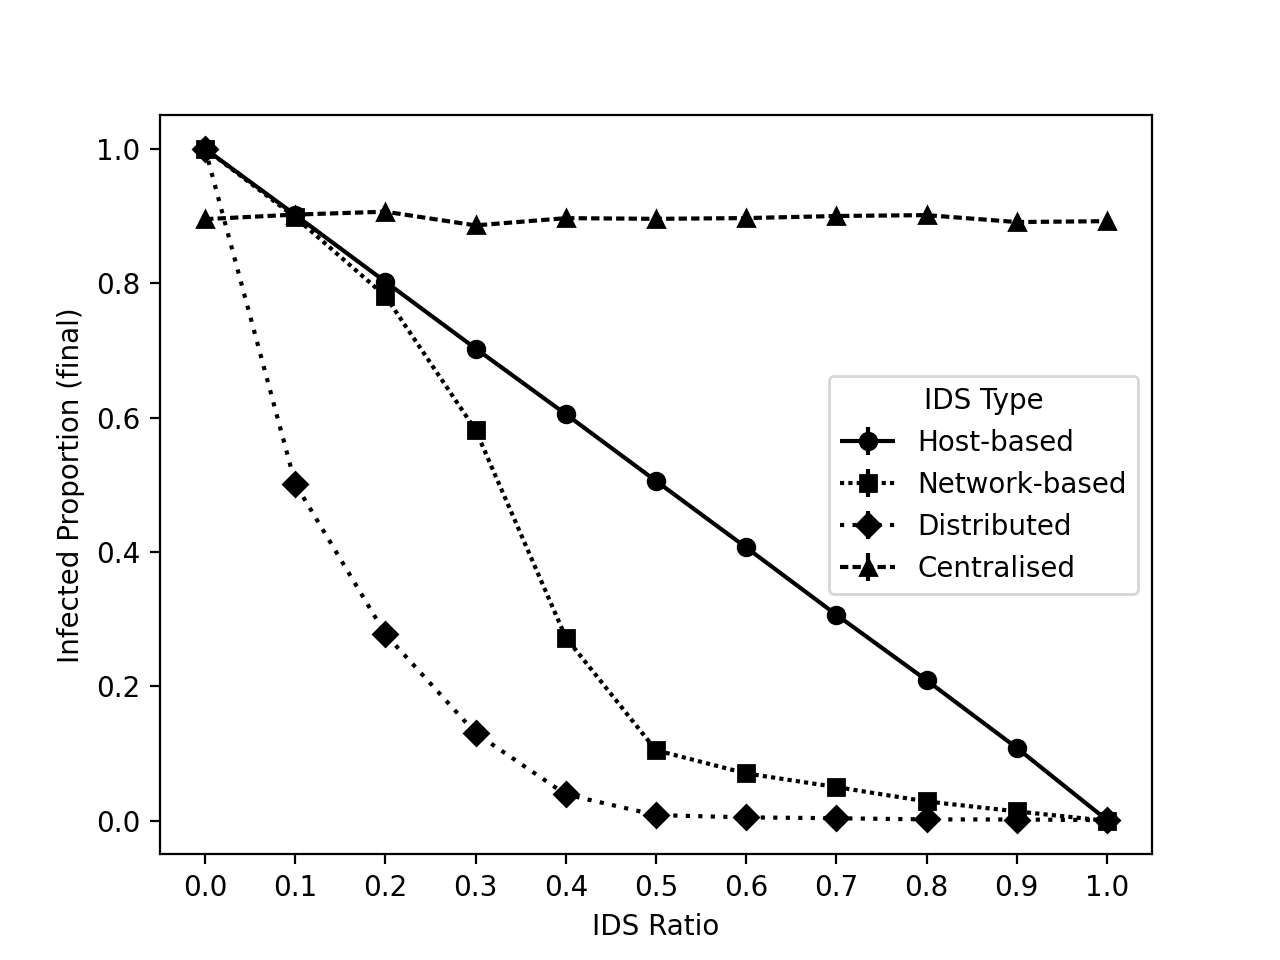 1.0
0.8
0.6
0.4
0.2
0.0
Infected Proportion (final)
IDS Type
Host-based
Network-based
Distributed
Centralised
0.0 0.1 0.2 0.3 0.4 0.5 0.6 0.7 0.8 0.9 1.0
IDS Ratio